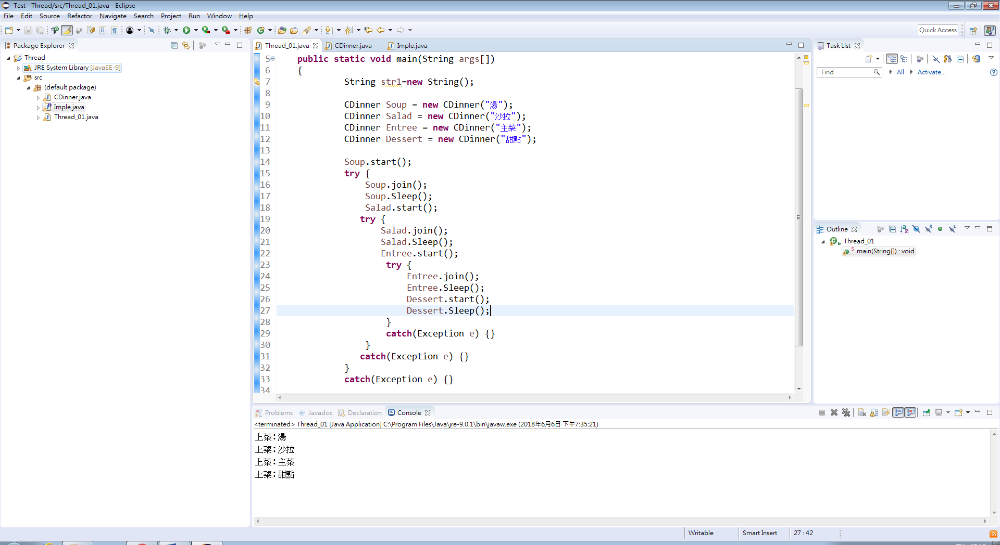 Test - Thread/src/Thread_01.java - Eclipse
File Edit Source Refactor Navigate Search Project Run Window Help
Quick Access
Package Explorer
Thread
JRE System Library [JavaSE-9]
src
(default package)
CDinner.java
Imple.java
Thread_01.java
Thread_01.java CDinner.java Imple.java
5 public static void main(String args[])
6 {
7 String str1=new String();
8
9 CDinner Soup = new CDinner("湯");
10 CDinner Salad = new CDinner("沙拉");
11 CDinner Entree = new CDinner("主菜");
12 CDinner Dessert = new CDinner("甜點");
13
14 Soup.start();
15 try {
16 Soup.join();
17 Soup.Sleep();
18 Salad.start();
19 try {
20 Salad.join();
21 Salad.Sleep();
22 Entree.start();
23 try {
24 Entree.join();
25 Entree.Sleep();
26 Dessert.start();
27 Dessert.Sleep();
28 }
29 catch(Exception e) {}
30 }
31 catch(Exception e) {}
32 }
33 catch(Exception e) {}
34
Task List
Find All Activate...
Outline
Thread_01
main(String[]) : void
Problems @ Javadoc Declaration Console
<terminated> Thread_01 [Java Application] C:\Program Files\Java\jre-9.0.1\bin\javaw.exe (2018年6月6日 下午7:35:21)
上菜:湯
上菜:沙拉
上菜:主菜
上菜:甜點
Writable Smart Insert 27 : 42